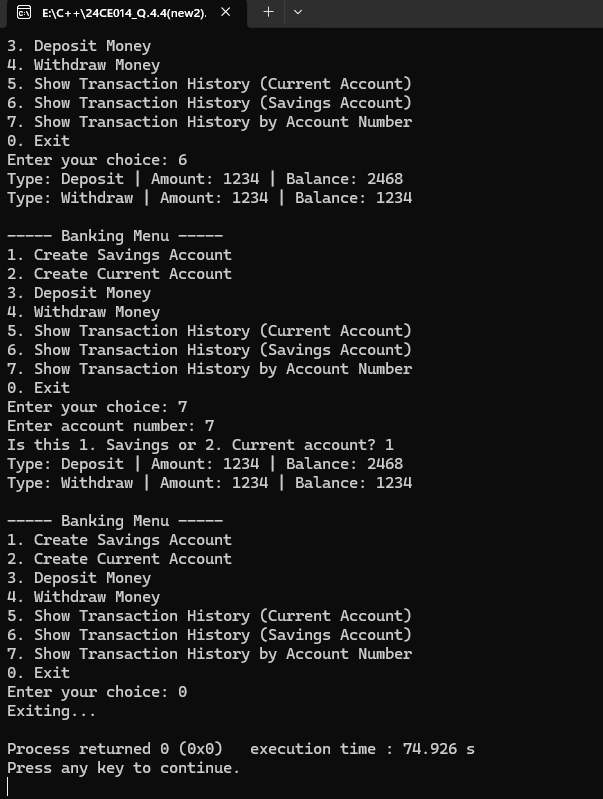 E:\C++\24CE014_Q.4.4(new2).
3. Deposit Money
4. Withdraw Money
5. Show Transaction History (Current Account)
6. Show Transaction History (Savings Account)
7. Show Transaction History by Account Number
0. Exit
Enter your choice: 6
Type: Deposit | Amount: 1234 | Balance: 2468
Type: Withdraw | Amount: 1234 | Balance: 1234
----- Banking Menu -----
1. Create Savings Account
2. Create Current Account
3. Deposit Money
4. Withdraw Money
5. Show Transaction History (Current Account)
6. Show Transaction History (Savings Account)
7. Show Transaction History by Account Number
0. Exit
Enter your choice: 7
Enter account number: 7
Is this 1. Savings or 2. Current account? 1
Type: Deposit | Amount: 1234 | Balance: 2468
Type: Withdraw | Amount: 1234 | Balance: 1234
----- Banking Menu -----
1. Create Savings Account
2. Create Current Account
3. Deposit Money
4. Withdraw Money
5. Show Transaction History (Current Account)
6. Show Transaction History (Savings Account)
7. Show Transaction History by Account Number
0. Exit
Enter your choice: 0
Exiting...
Process returned 0 (0x0)   execution time : 74.926 s
Press any key to continue.